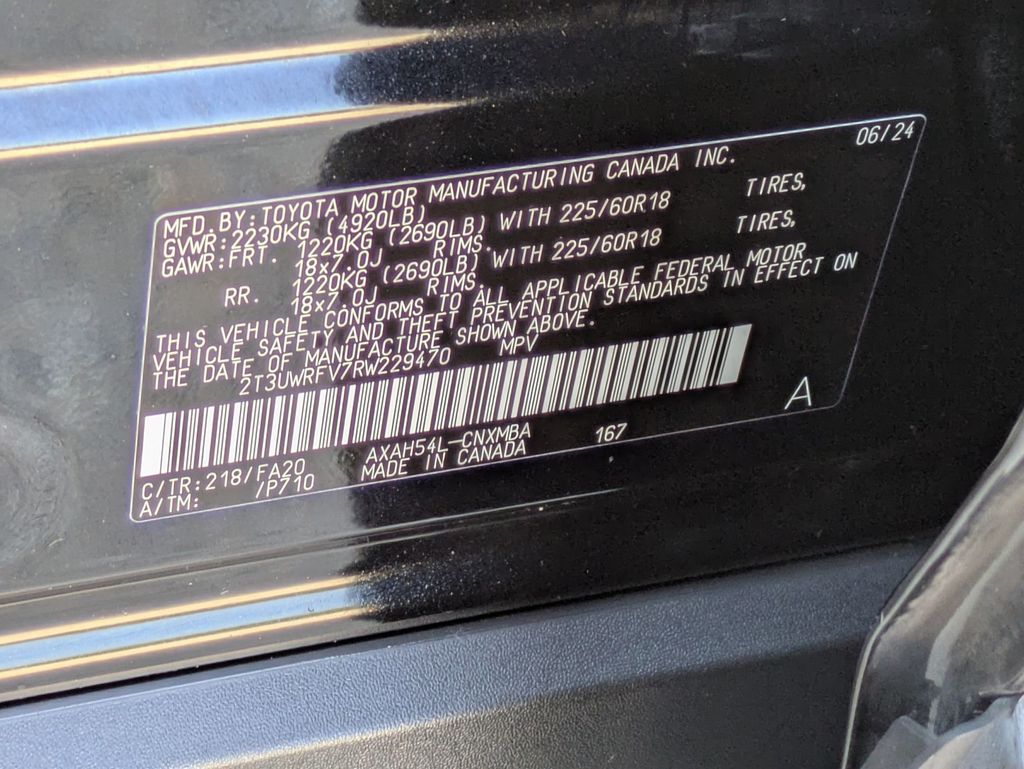 06/24
MFD. BY: TOYOTA MOTOR MANUFACTURING CANADA INC.
GVWR: 2230KG (4920LB)
GAWR: FRT. 1220KG (2690LB) WITH 225/60R18 TIRES,
18x7.0J RIMS.
RR. 1220KG (2690LB) WITH 225/60R18 TIRES,
18x7.0J RIMS.
THIS VEHICLE CONFORMS TO ALL APPLICABLE FEDERAL MOTOR
VEHICLE SAFETY AND THEFT PREVENTION STANDARDS IN EFFECT ON
THE DATE OF MANUFACTURE SHOWN ABOVE.
2T3UWRFV7RW229470 MPV
A
AXAH54L-CNXMBA 167
C/TR: 218/FA20 MADE IN CANADA
A/TM: /P710